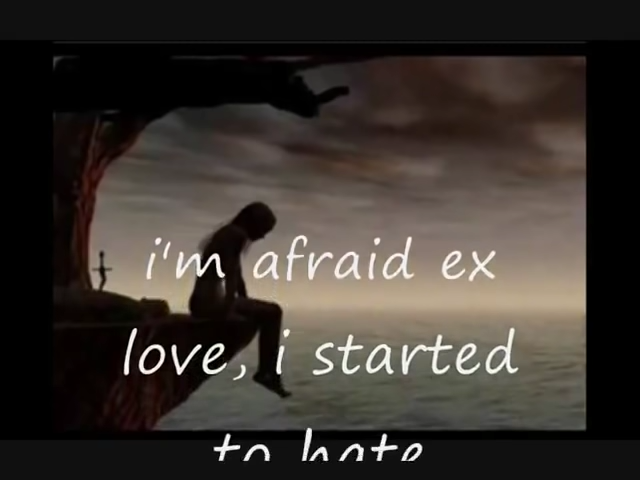 i'm afraid ex
love, i started
to hate